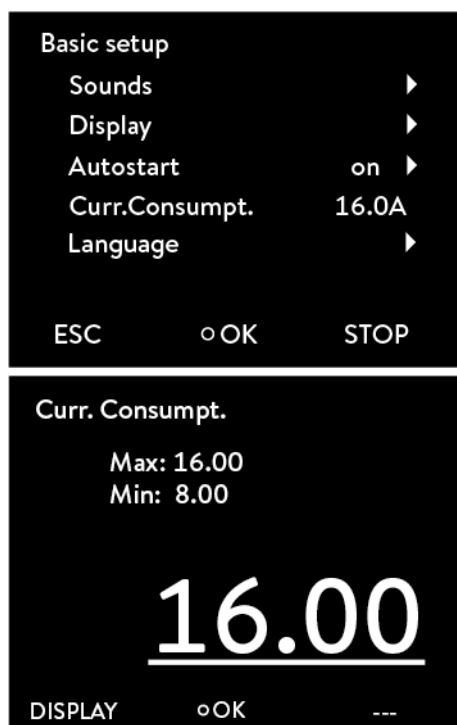 Basic setup
Sounds
Display
Autostart on
Curr.Consumpt. 16.0A
Language
ESC OK STOP
Curr. Consumpt.
Max: 16.00
Min: 8.00
16.00
DISPLAY OK ---